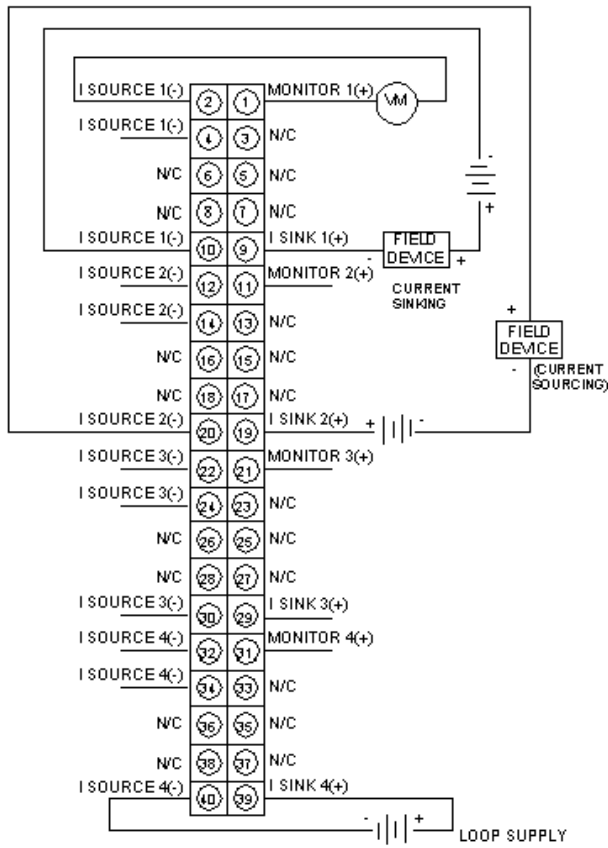 I SOURCE 1(-) 2 1 MONITOR 1(+) VM
I SOURCE 1(-) 4 3 N/C
N/C 6 5 N/C
N/C 8 7 N/C
I SOURCE 1(-) 10 9 I SINK 1(+)
- FIELD DEVICE +
CURRENT SINKING
- +
I SOURCE 2(-) 12 11 MONITOR 2(+)
I SOURCE 2(-) 14 13 N/C
N/C 16 15 N/C
+ FIELD DEVICE -
(CURRENT SOURCING)
N/C 18 17 N/C
I SOURCE 2(-) 20 19 I SINK 2(+)
+ -
I SOURCE 3(-) 22 21 MONITOR 3(+)
I SOURCE 3(-) 24 23 N/C
N/C 26 25 N/C
N/C 28 27 N/C
I SOURCE 3(-) 30 29 I SINK 3(+)
I SOURCE 4(-) 32 31 MONITOR 4(+)
I SOURCE 4(-) 34 33 N/C
N/C 36 35 N/C
N/C 38 37 N/C
I SOURCE 4(-) 40 39 I SINK 4(+)
- + LOOP SUPPLY